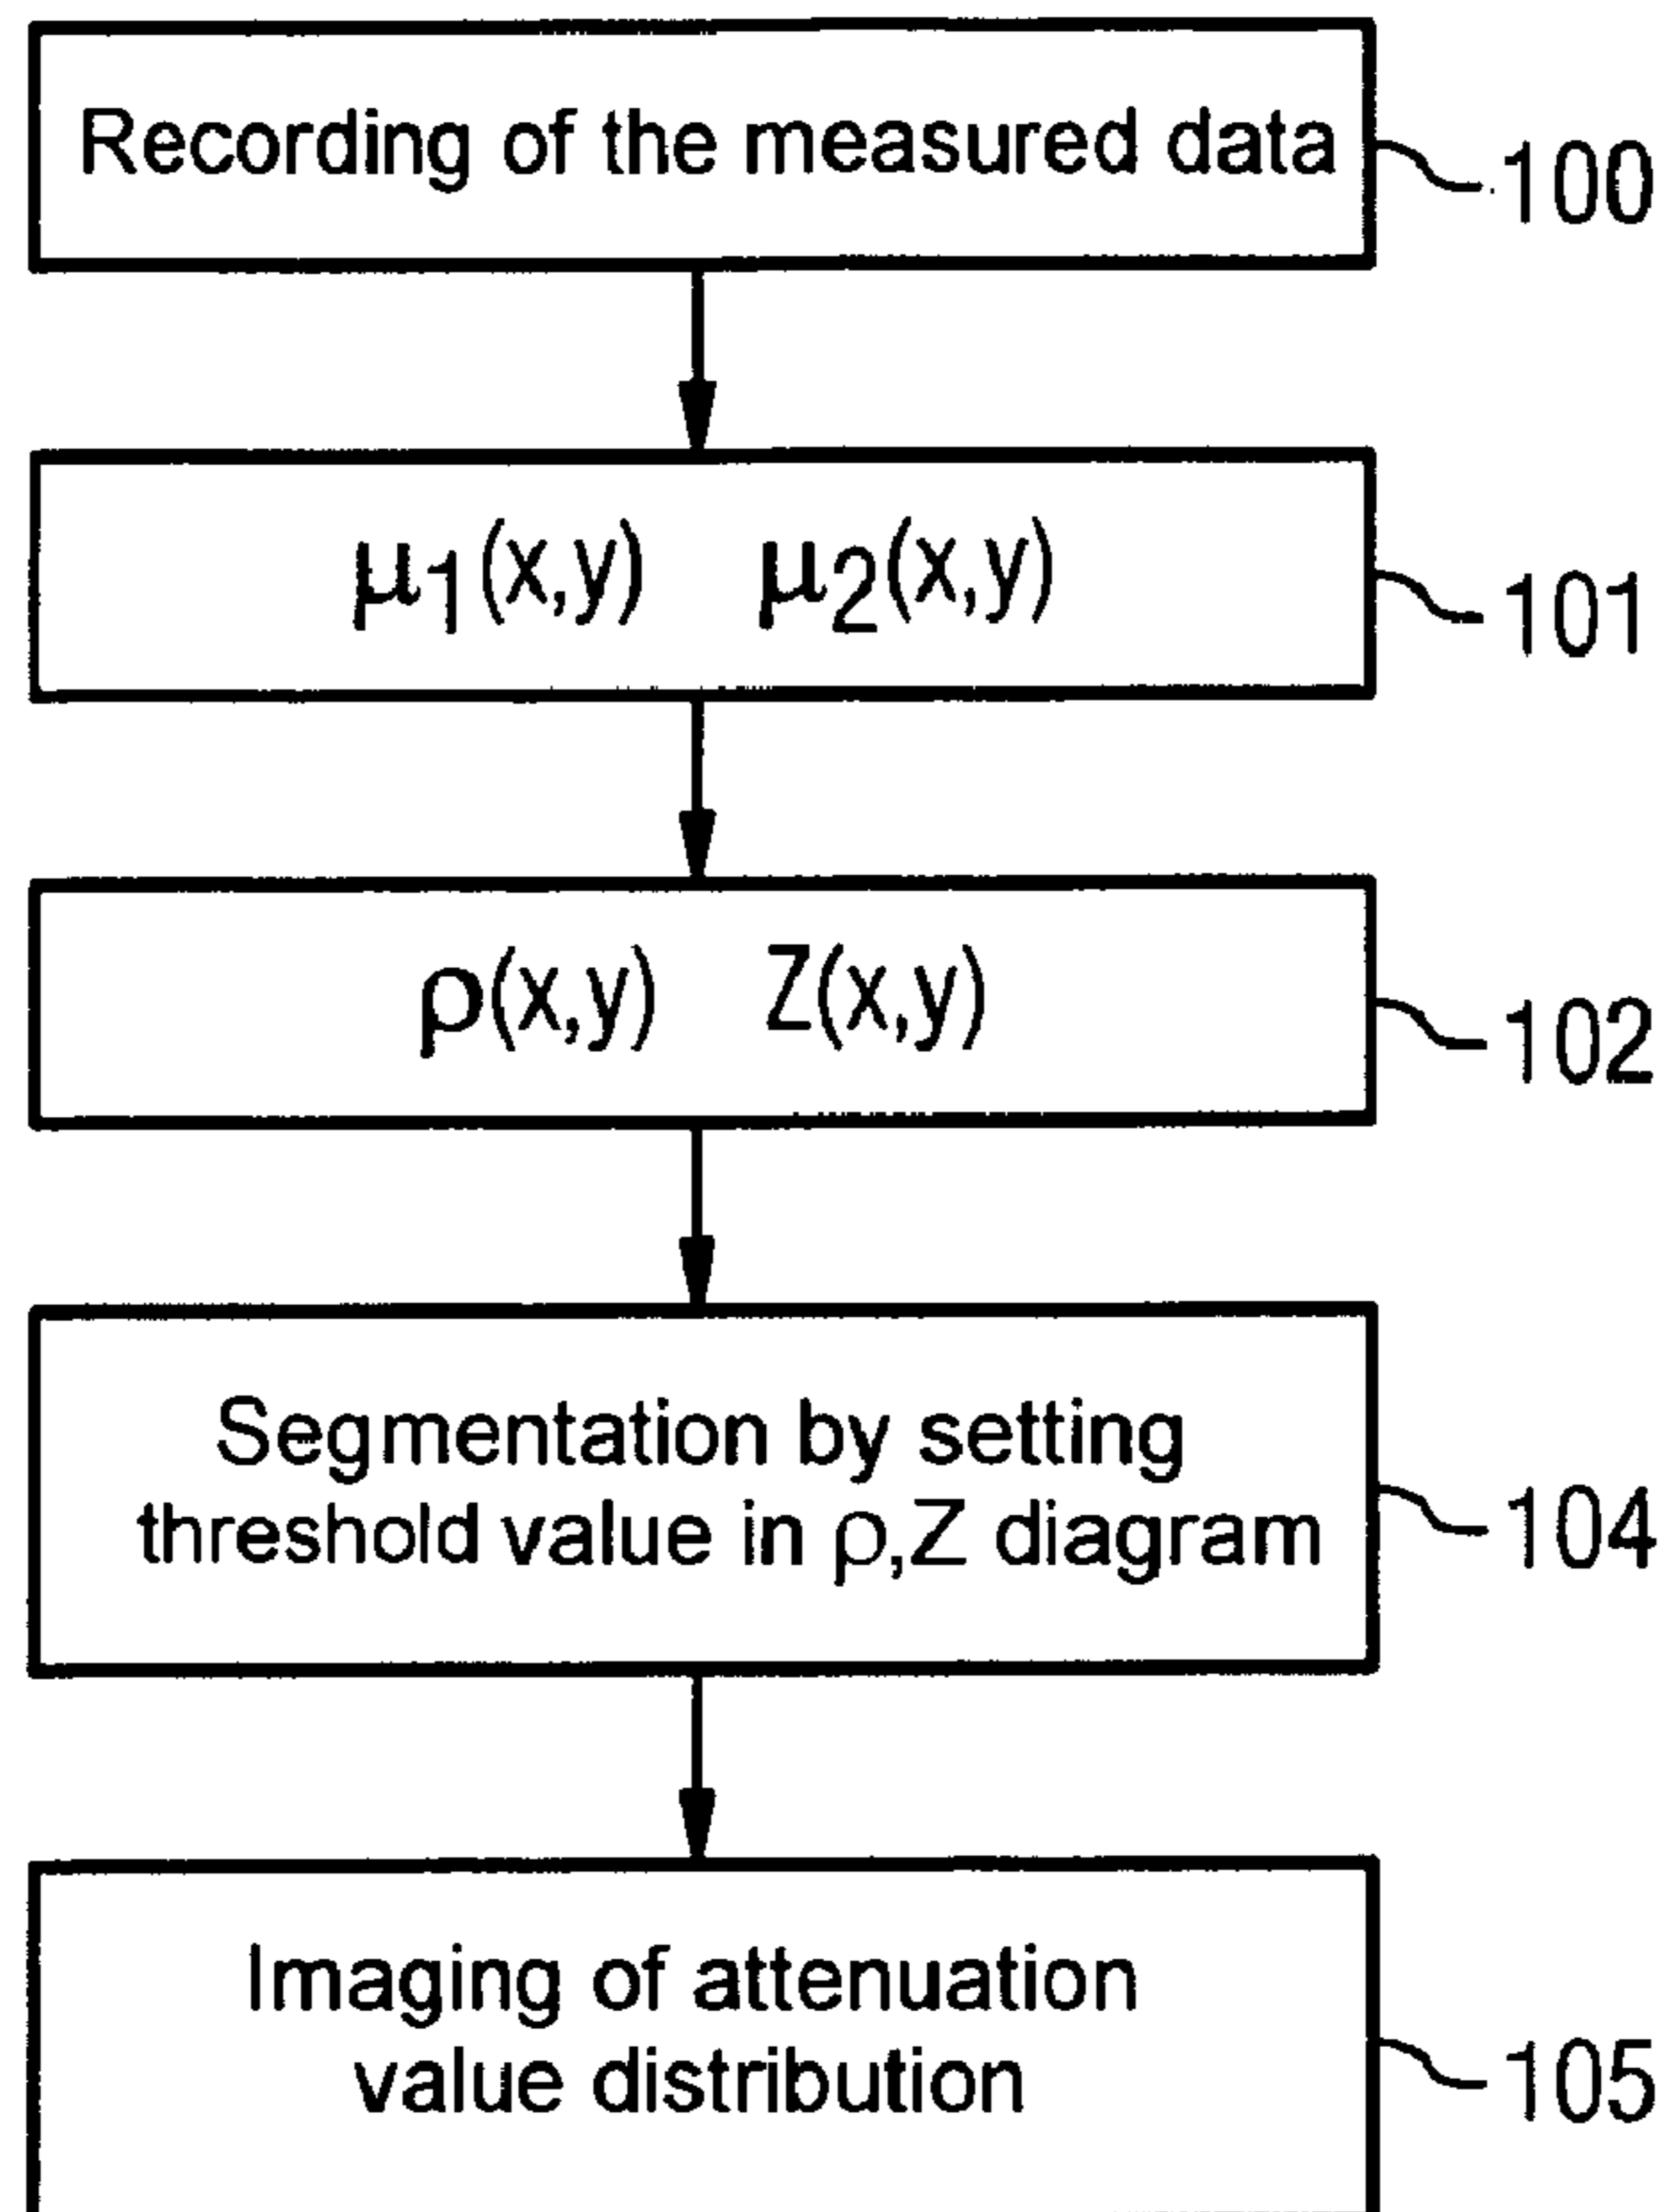 Recording of the measured data
100
μ1(x,y) μ2(x,y)
101
ρ(x,y) Z(x,y)
102
Segmentation by setting
threshold value in ρ,Z diagram
104
Imaging of attenuation
value distribution
105